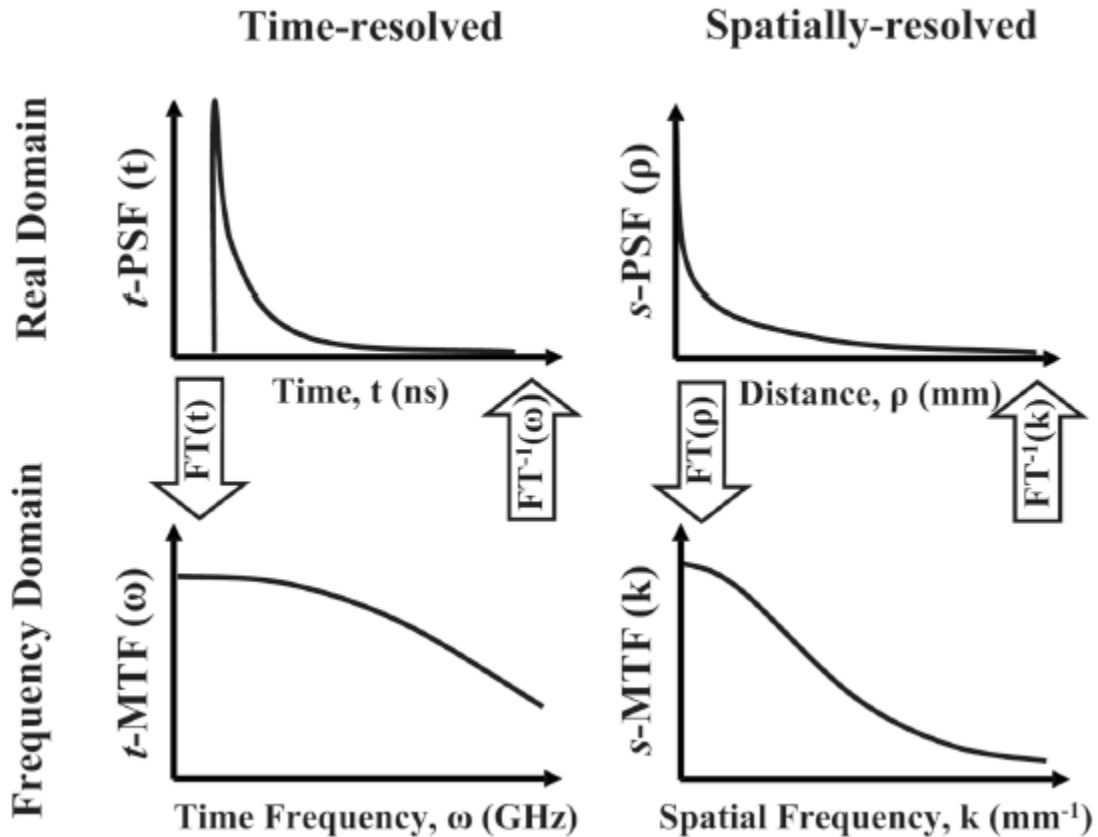 Time-resolved
Spatially-resolved
Real Domain
t-PSF (t)
Time, t (ns)
s-PSF (ρ)
Distance, ρ (mm)
FT(t)
FT-1(ω)
FT(ρ)
FT-1(k)
Frequency Domain
t-MTF (ω)
Time Frequency, ω (GHz)
s-MTF (k)
Spatial Frequency, k (mm-1)